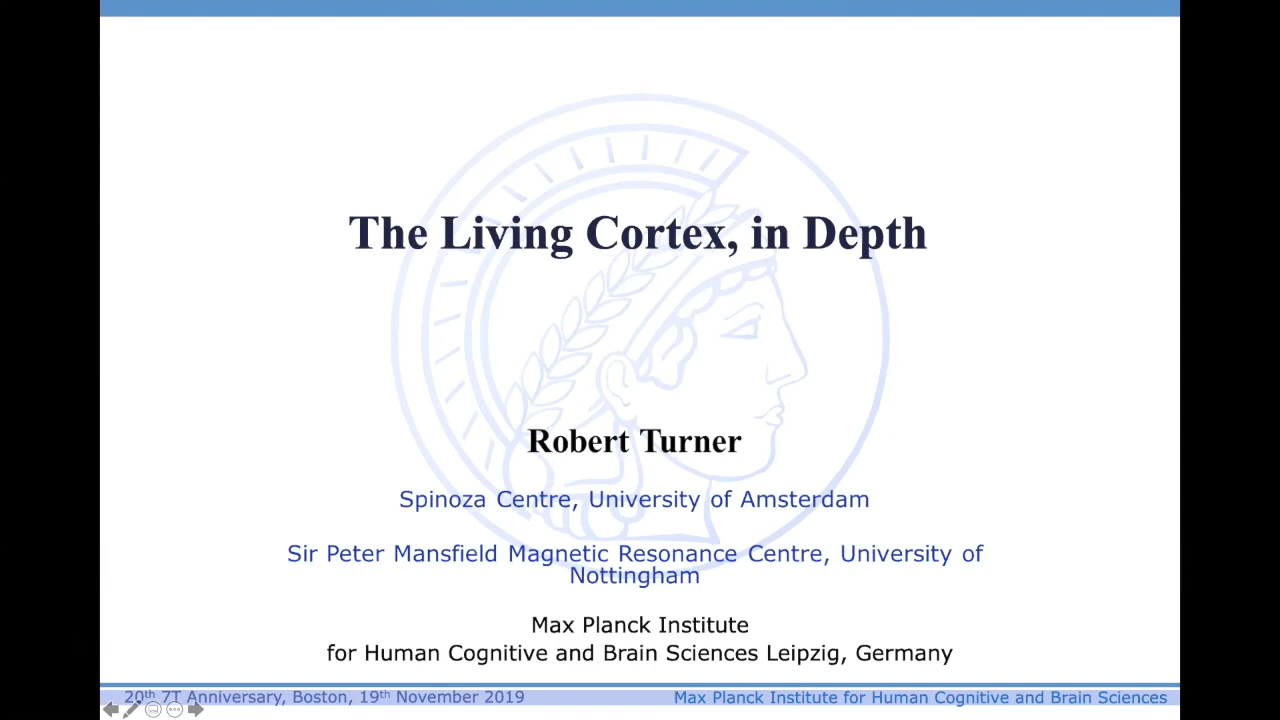 The Living Cortex, in Depth
Robert Turner
Spinoza Centre, University of Amsterdam
Sir Peter Mansfield Magnetic Resonance Centre, University of
Nottingham
Max Planck Institute
for Human Cognitive and Brain Sciences Leipzig, Germany
20th 7T Anniversary, Boston, 19th November 2019
Max Planck Institute for Human Cognitive and Brain Sciences